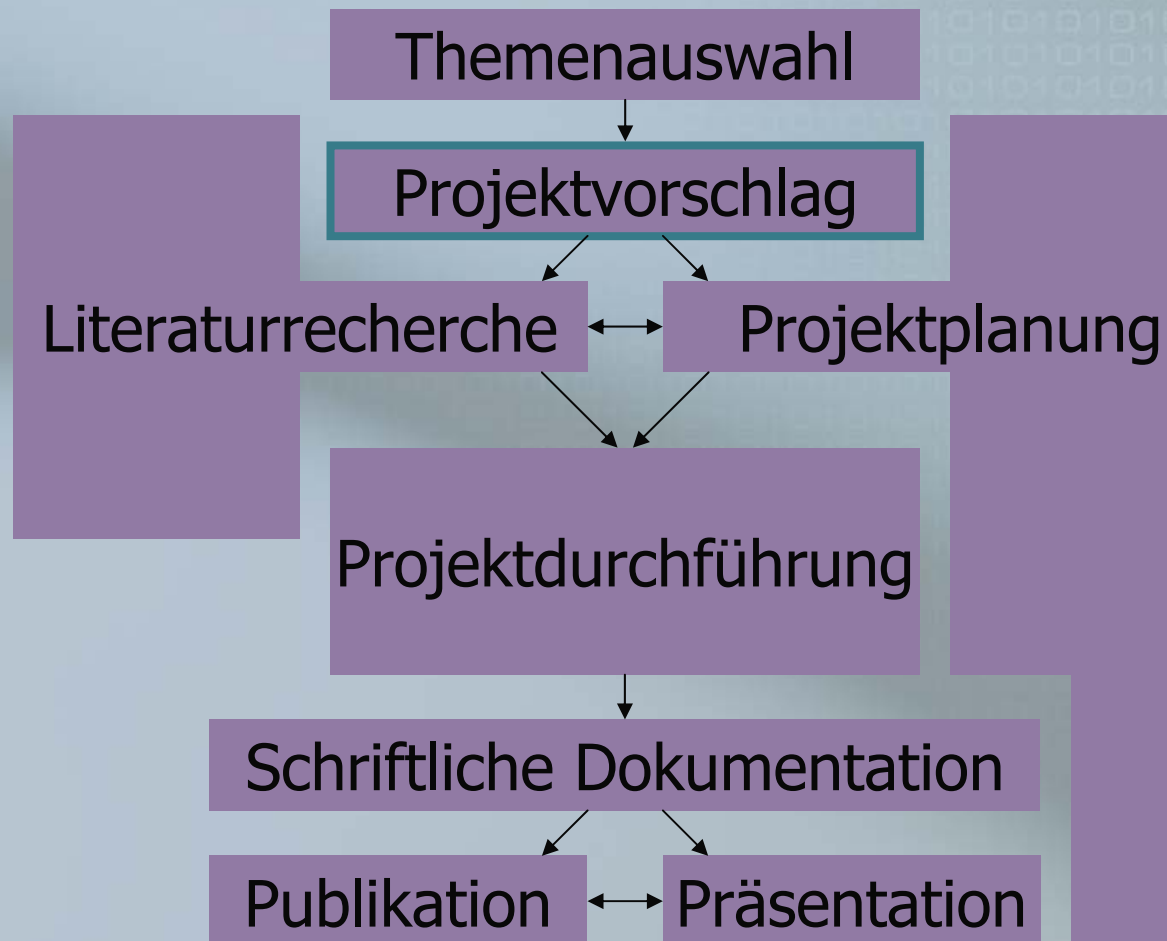 Themenauswahl
Projektvorschlag
Literaturrecherche
Projektplanung
Projektdurchführung
Schriftliche Dokumentation
Publikation
Präsentation